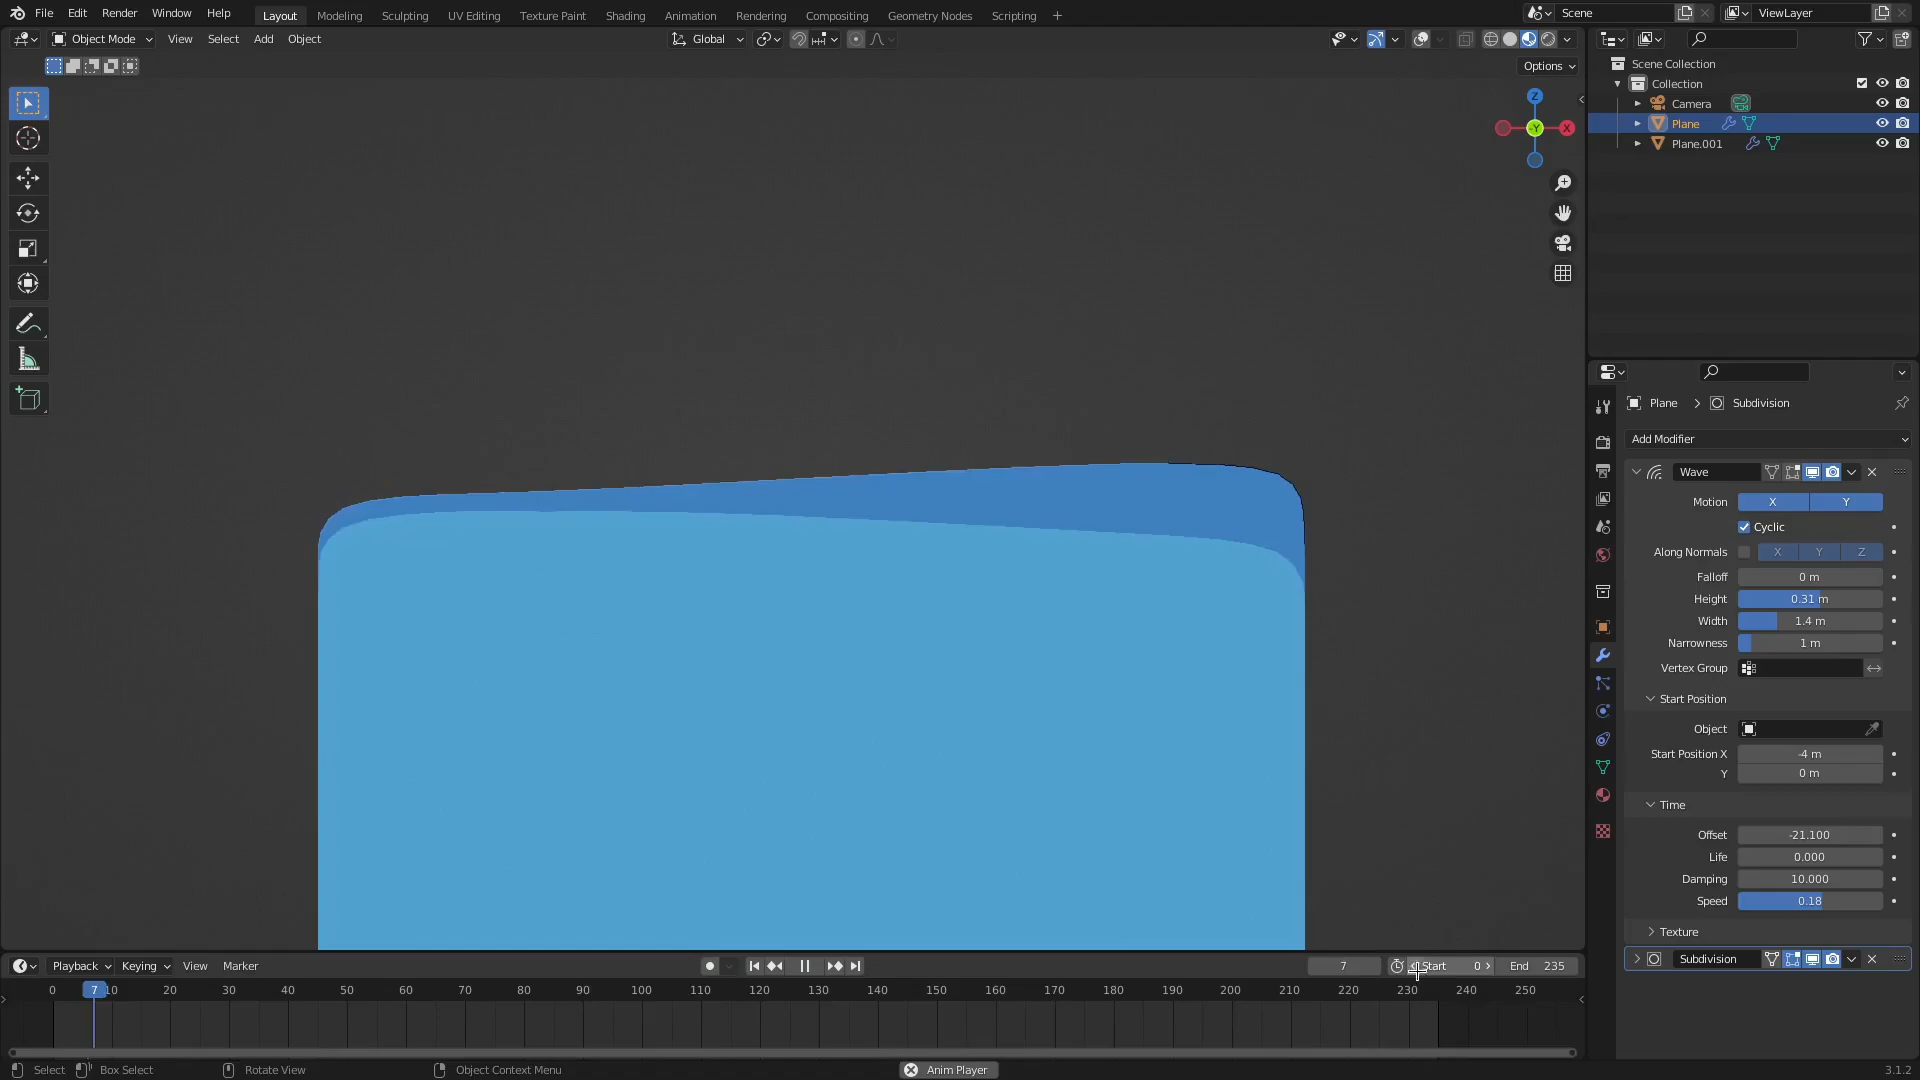 File Edit Render Window Help Layout Modeling Sculpting UV Editing Texture Paint Shading Animation Rendering Compositing Geometry Nodes Scripting + Scene ViewLayer
Object Mode View Select Add Object Global
Options
Scene Collection
Collection
Camera
Plane
Plane.001
Z
-Y
X
Plane > Subdivision
Add Modifier
Wave
Motion X Y
Cyclic
Along Normals X Y Z
Falloff 0 m
Height 0.31 m
Width 1.4 m
Narrowness 1 m
Vertex Group
Start Position
Object
Start Position X -4 m
Y 0 m
Time
Offset -21.100
Life 0.000
Damping 10.000
Speed 0.18
Texture
Subdivision
Playback Keying View Marker 7 Start 0 End 235
0 7 10 20 30 40 50 60 70 80 90 100 110 120 130 140 150 160 170 180 190 200 210 220 230 240 250
Select Box Select Rotate View Object Context Menu Anim Player 3.1.2